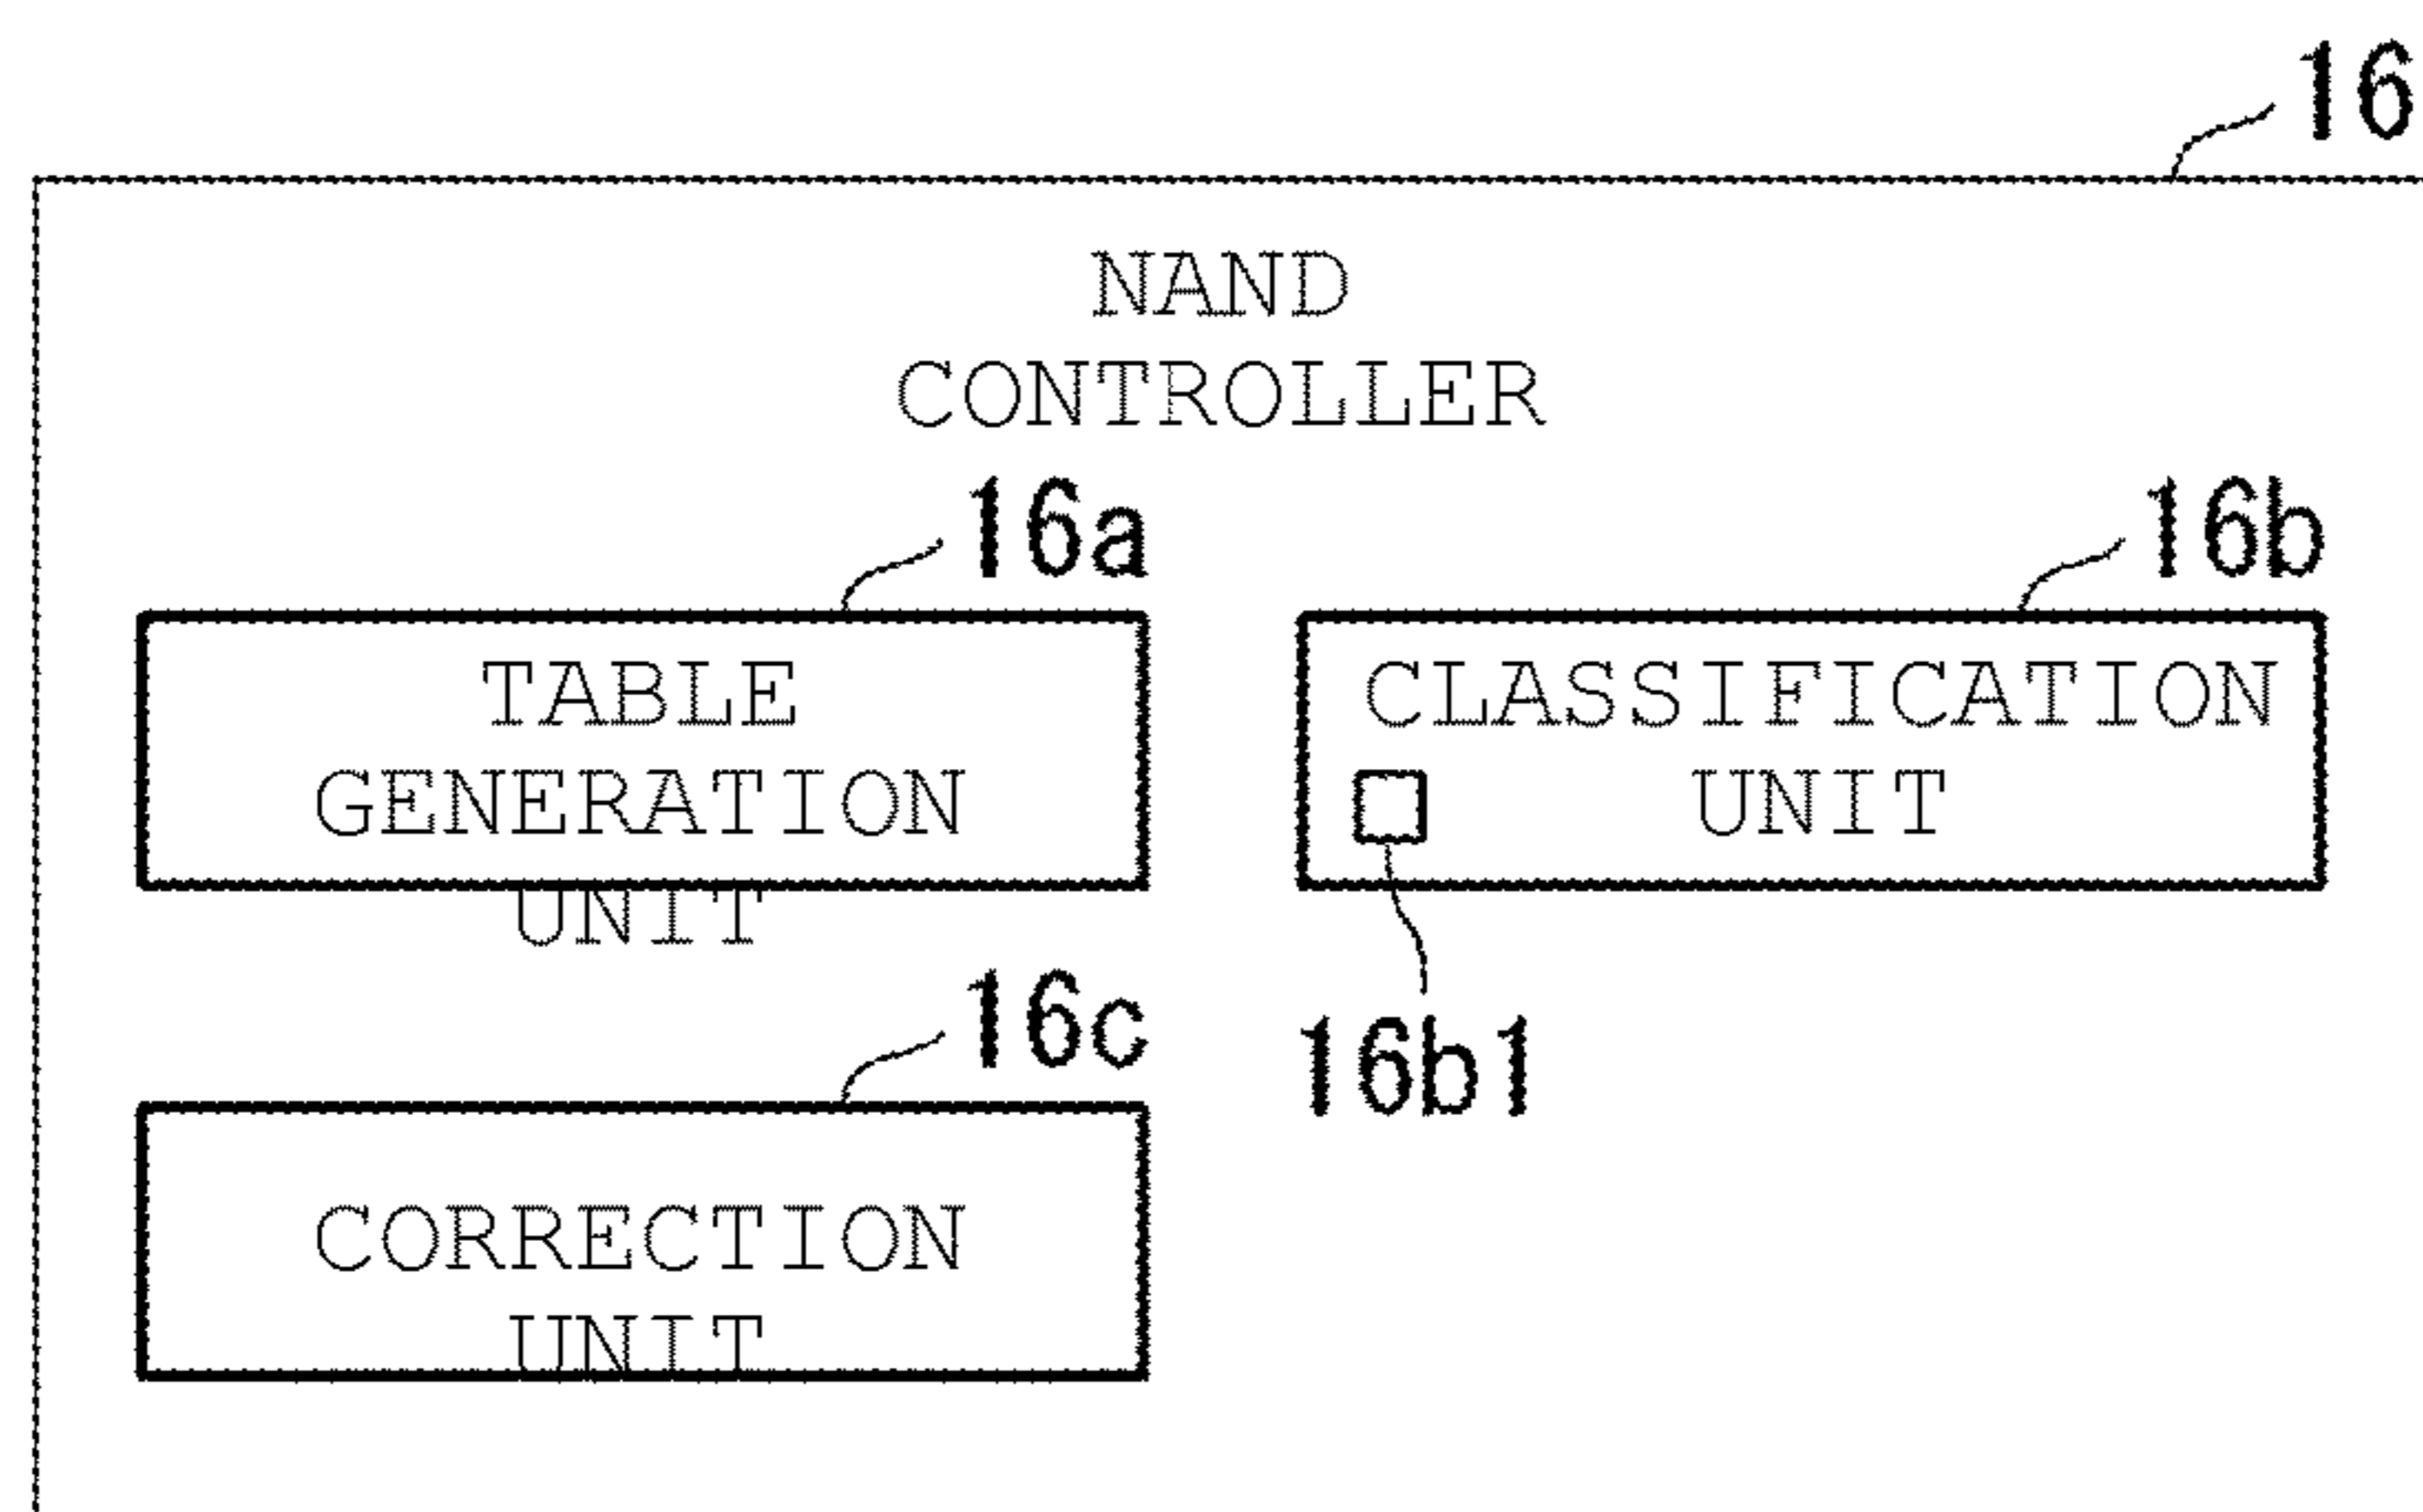 16
NAND
CONTROLLER
16a
16b
TABLE
GENERATION
UNIT
CLASSIFICATION
UNIT
16b1
16c
CORRECTION
UNIT